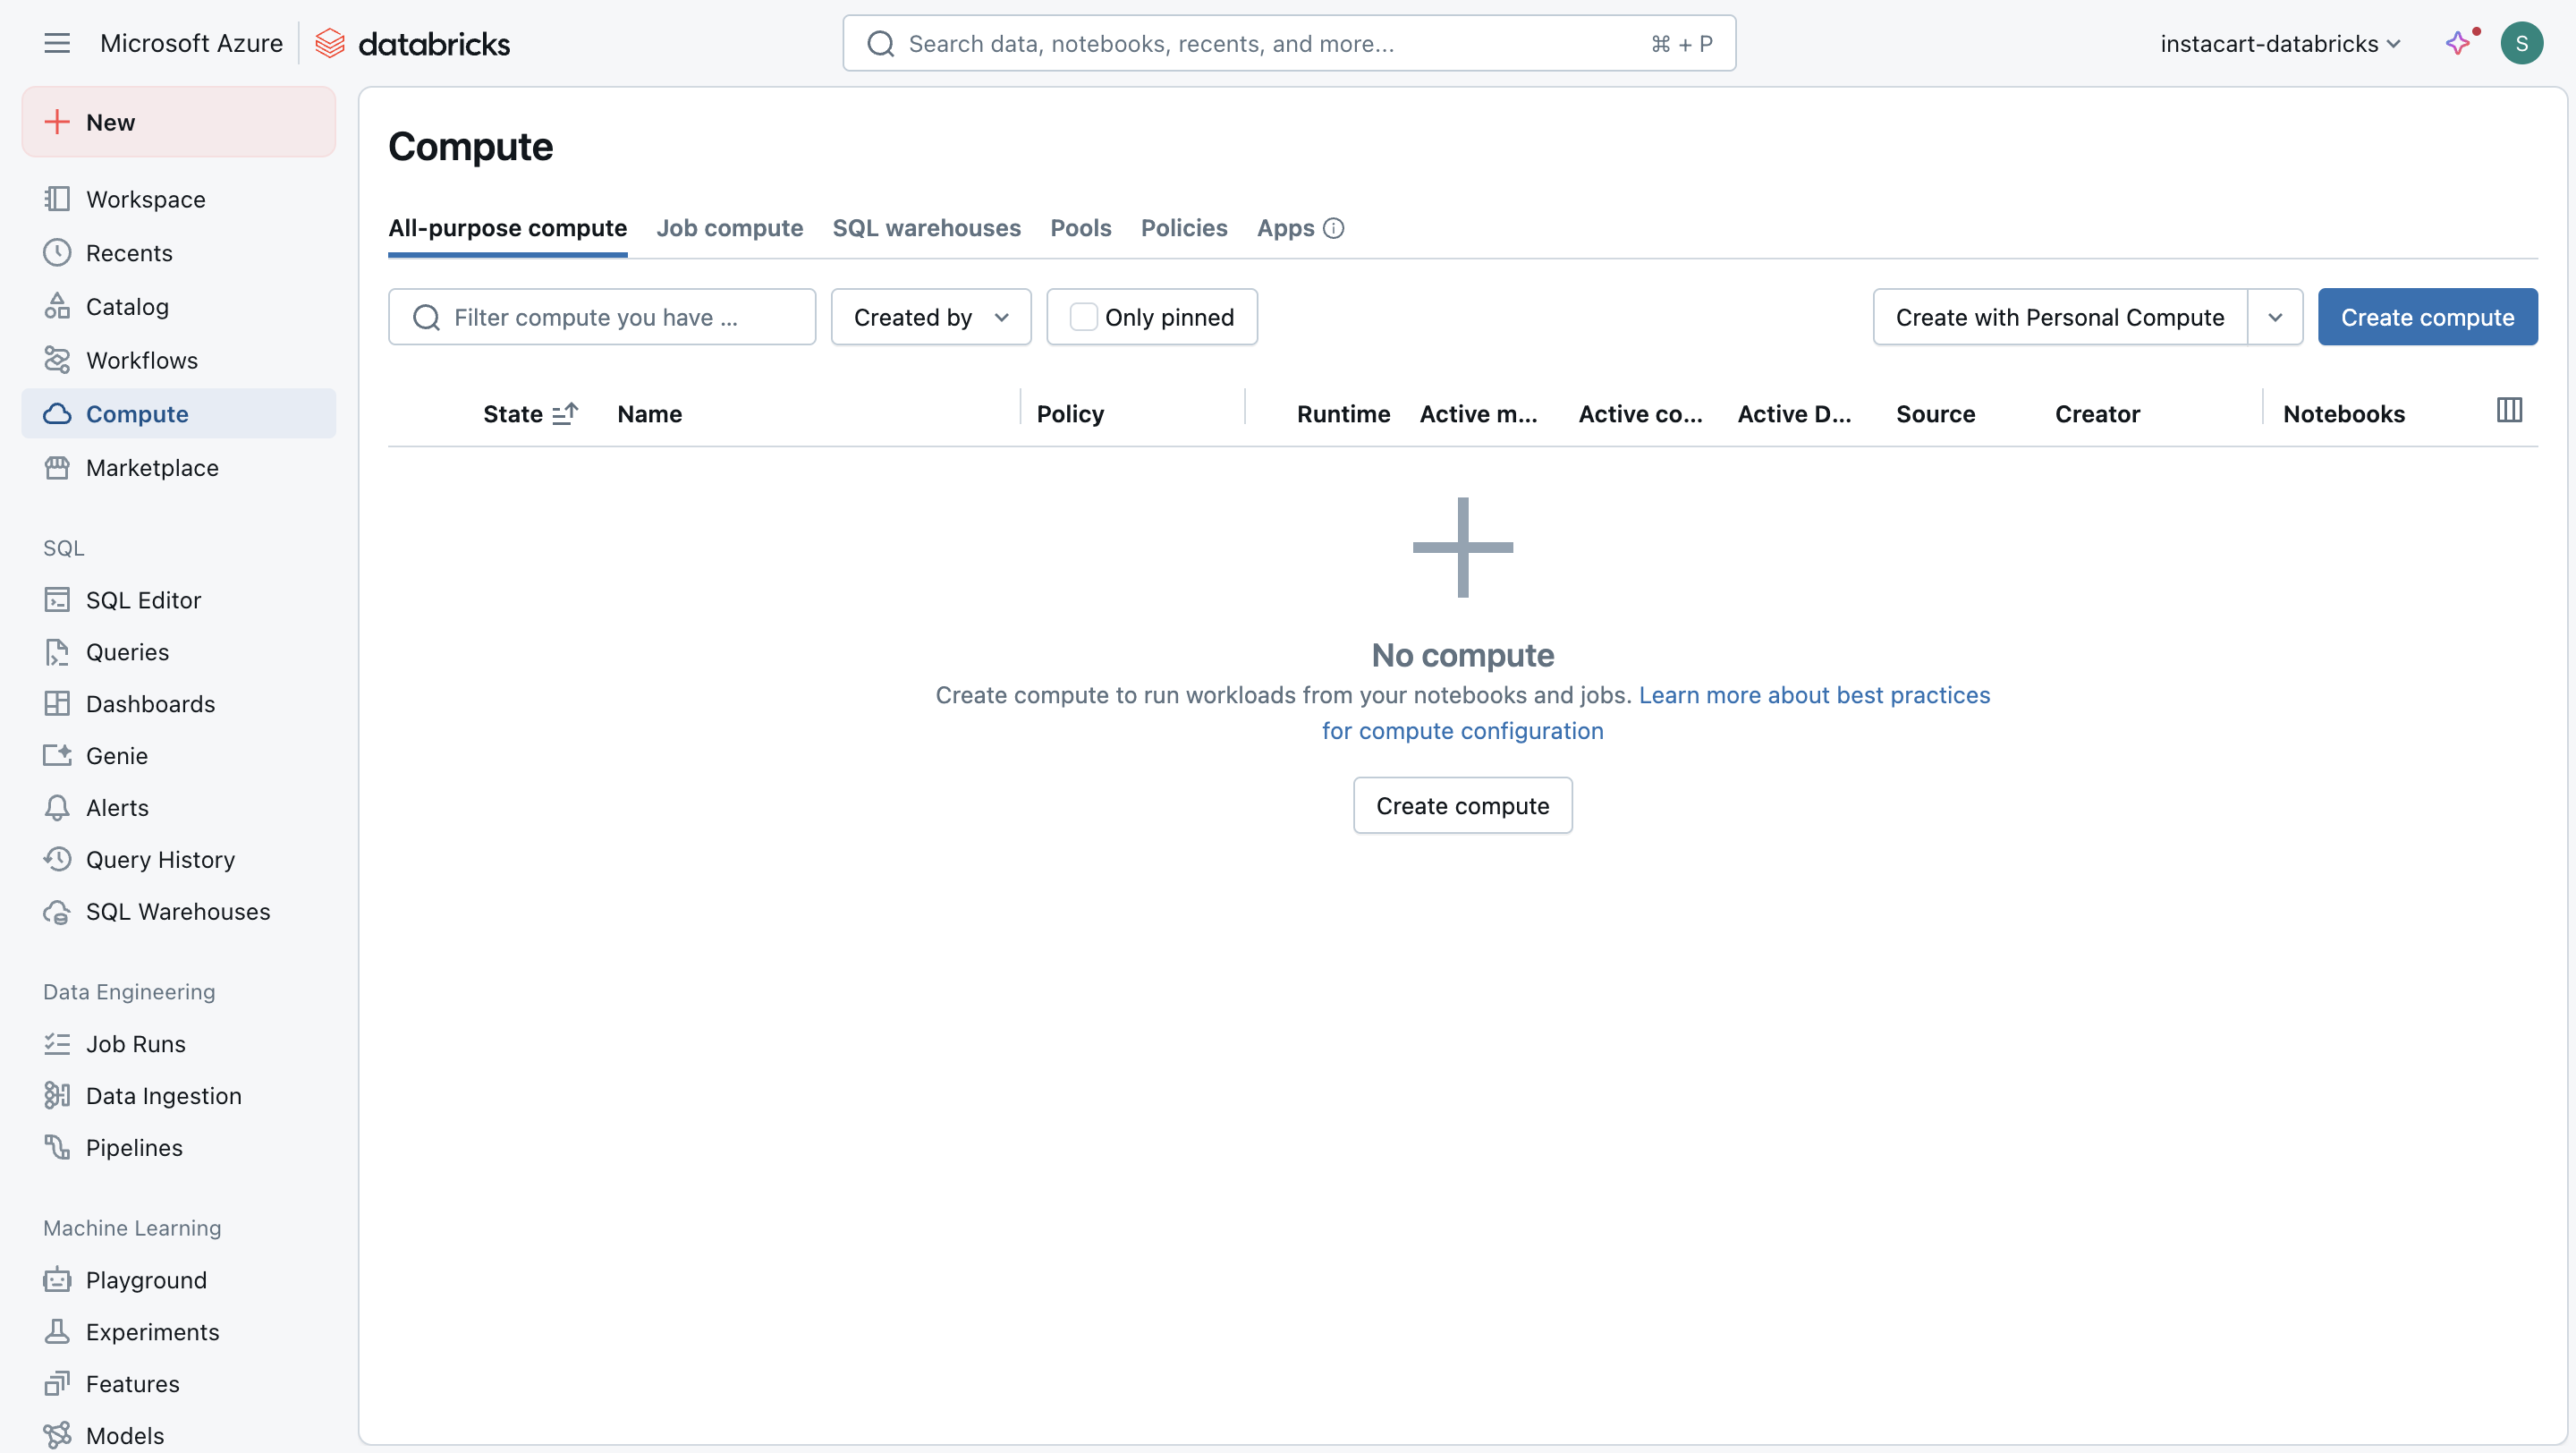 Microsoft Azure
databricks
Search data, notebooks, recents, and more...
⌘ + P
instacart-databricks
S
New
Workspace
Recents
Catalog
Workflows
Compute
Marketplace
SQL
SQL Editor
Queries
Dashboards
Genie
Alerts
Query History
SQL Warehouses
Data Engineering
Job Runs
Data Ingestion
Pipelines
Machine Learning
Playground
Experiments
Features
Models
Compute
All-purpose compute
Job compute
SQL warehouses
Pools
Policies
Apps
Filter compute you have ...
Created by
Only pinned
Create with Personal Compute
Create compute
State
Name
Policy
Runtime
Active m...
Active co...
Active D...
Source
Creator
Notebooks
No compute
Create compute to run workloads from your notebooks and jobs. Learn more about best practices
for compute configuration
Create compute